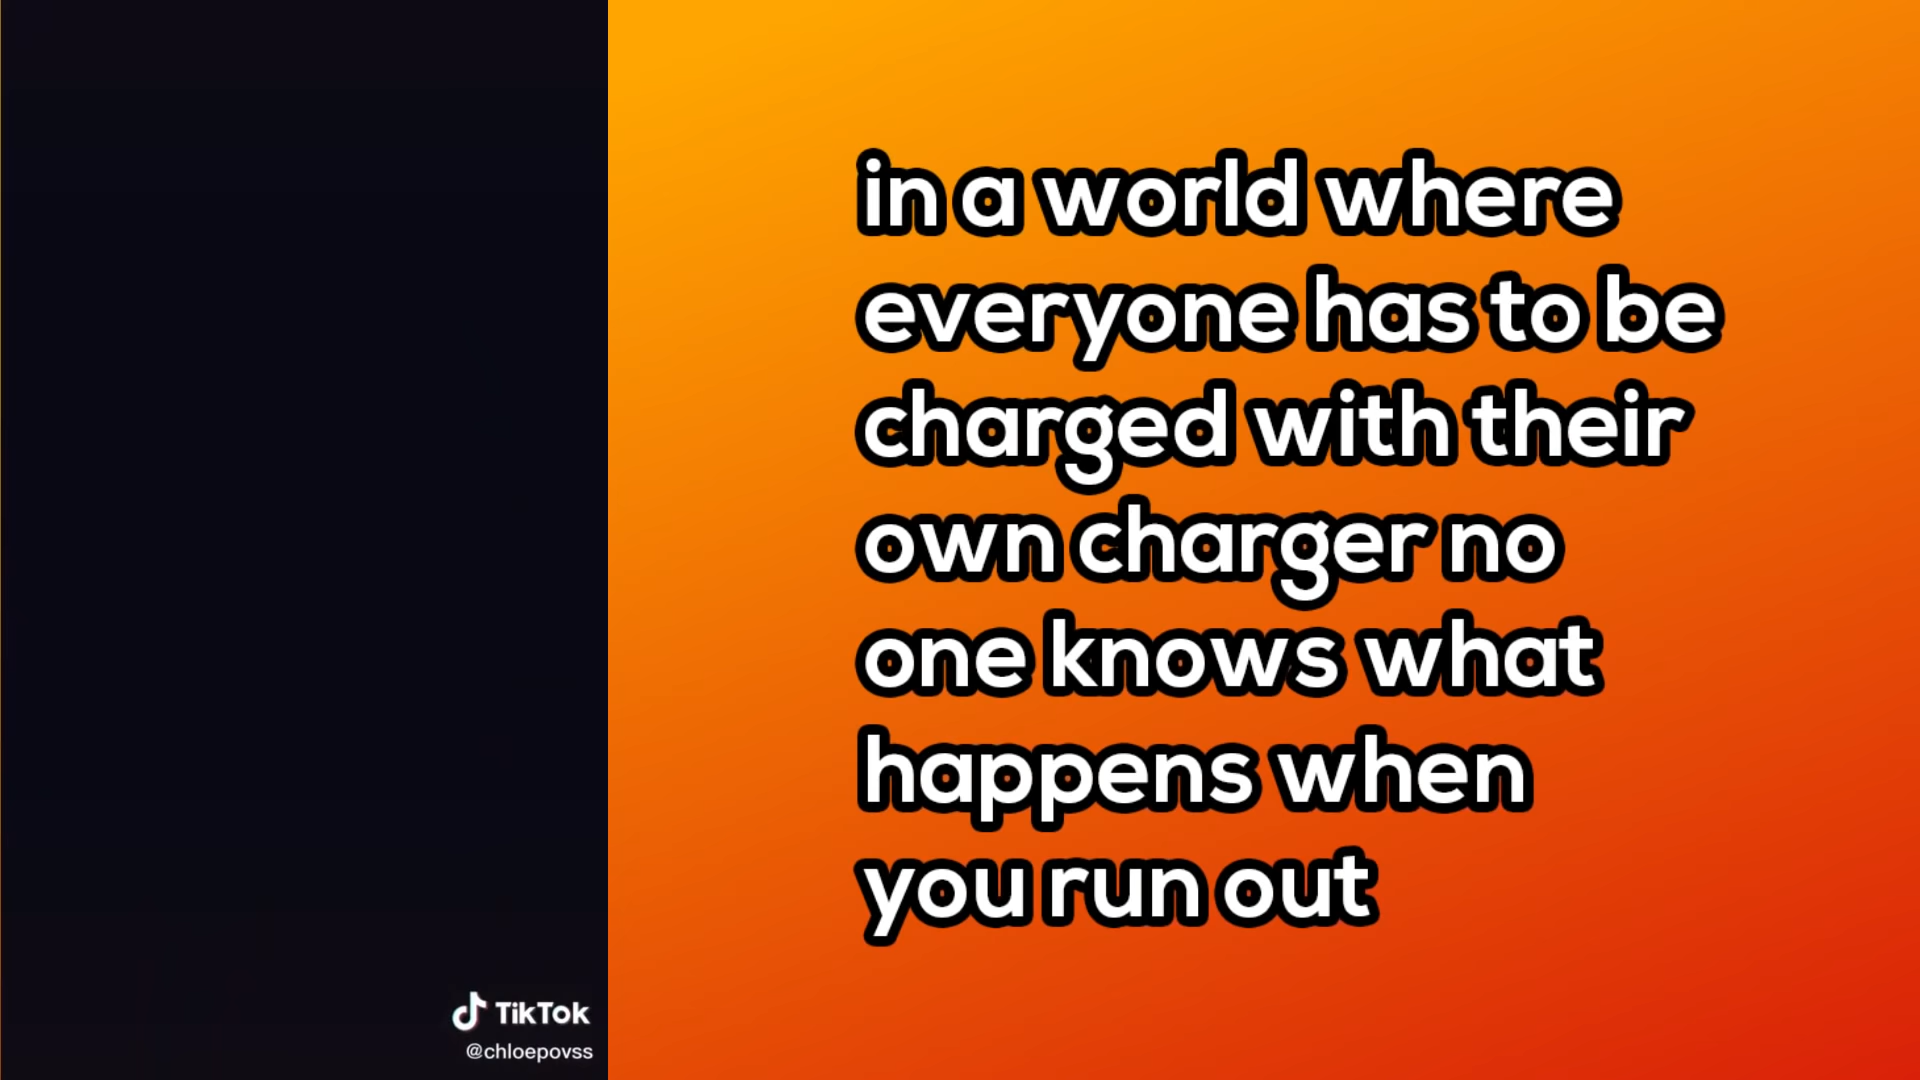 in a world where
everyone has to be
charged with their
own charger no
one knows what
happens when
you run out
TikTok
@chloepovss